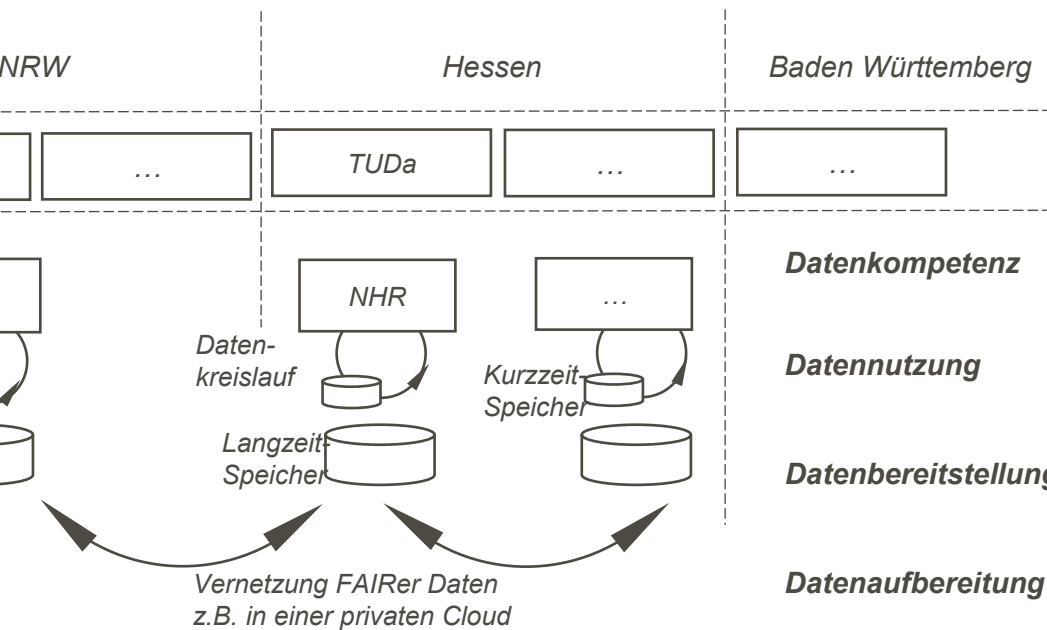 NRW
Hessen
Baden Württemberg
...
TUDa
...
...
NHR
...
Datenkompetenz
Daten-
kreislauf
Kurzzeit-
Speicher
Datennutzung
Langzeit-
Speicher
Datenbereitstellung
Vernetzung FAIRer Daten
z.B. in einer privaten Cloud
Datenaufbereitung